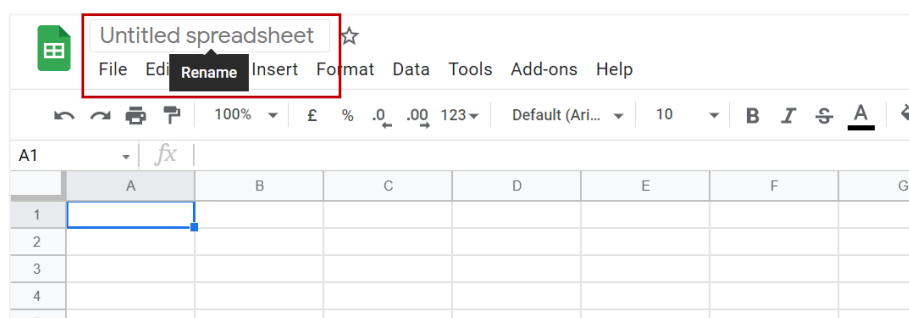 Untitled spreadsheet
File Edi Insert Format Data Tools Add-ons Help
Rename
100% £ % .0 .00 123 Default (Ari... 10 B I S A
A1 fx
A B C D E F G
1
2
3
4